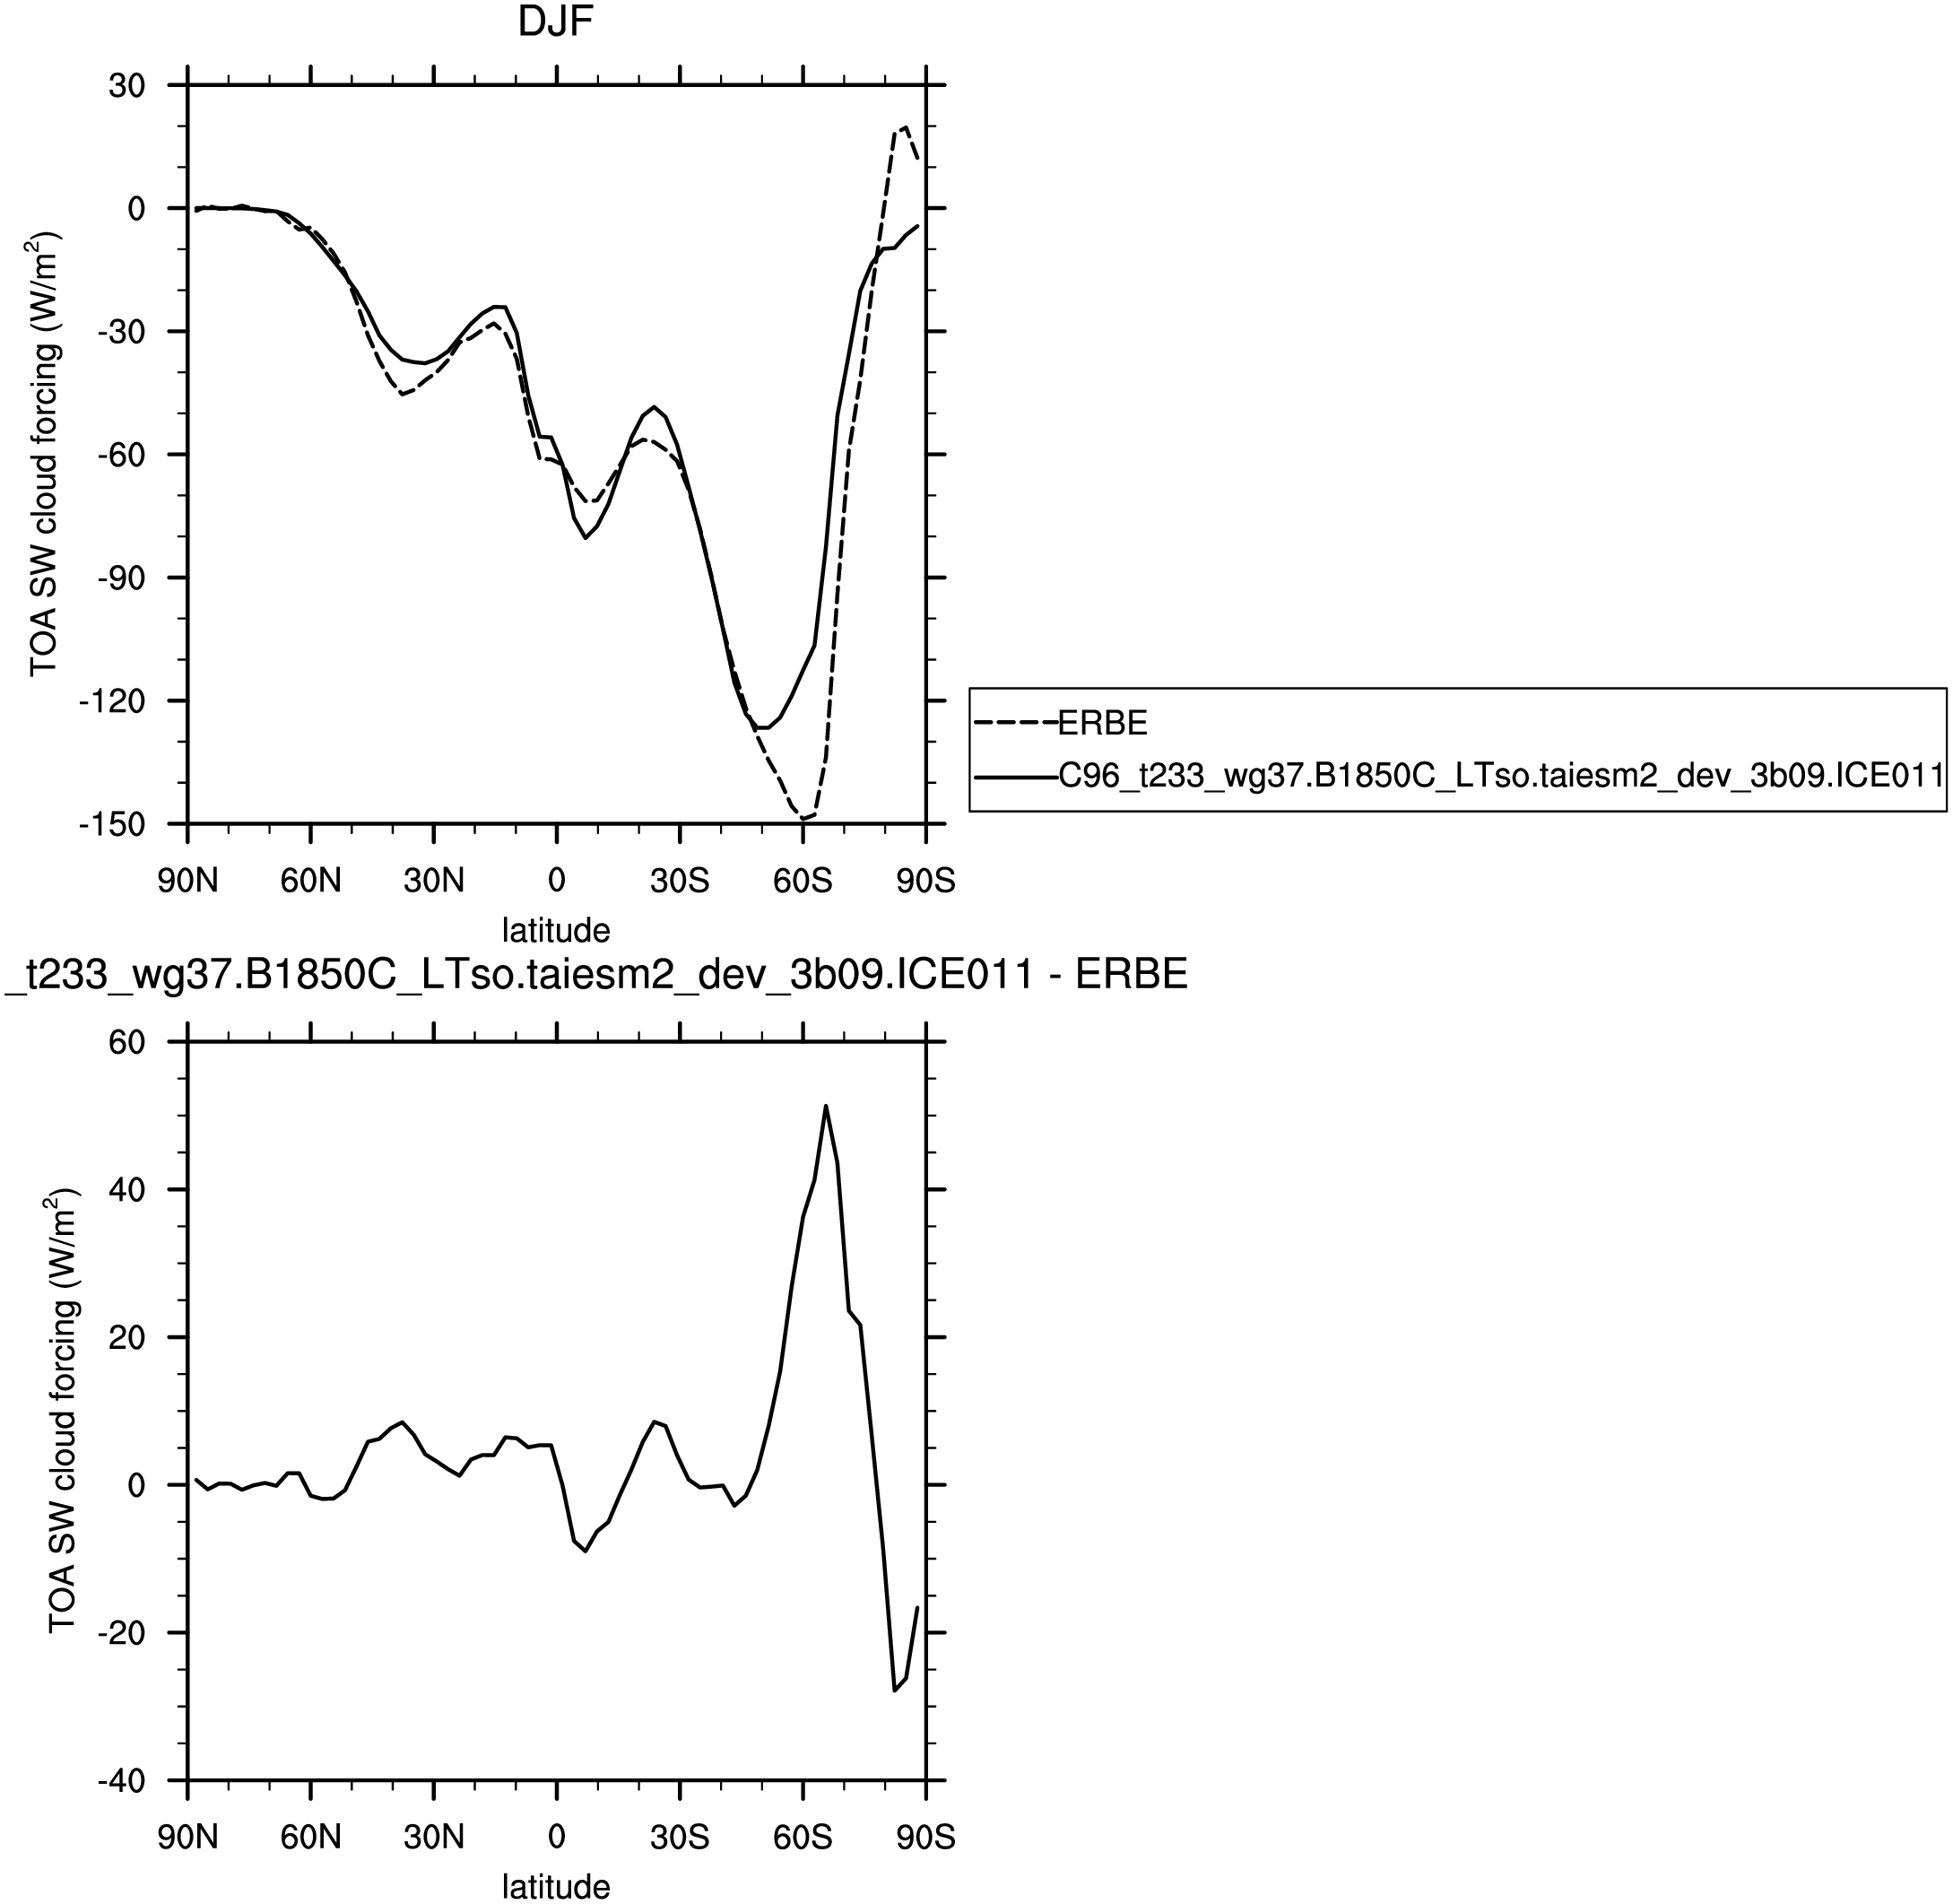 DJF
30
0
-30
-60
-90
-120
-150
TOA SW cloud forcing (W/m²)
90N 60N 30N 0 30S 60S 90S
latitude
ERBE
C96_t233_wg37.B1850C_LTso.taiesm2_dev_3b09.ICE011
_t233_wg37.B1850C_LTso.taiesm2_dev_3b09.ICE011 - ERBE
60
40
20
0
-20
-40
TOA SW cloud forcing (W/m²)
90N 60N 30N 0 30S 60S 90S
latitude